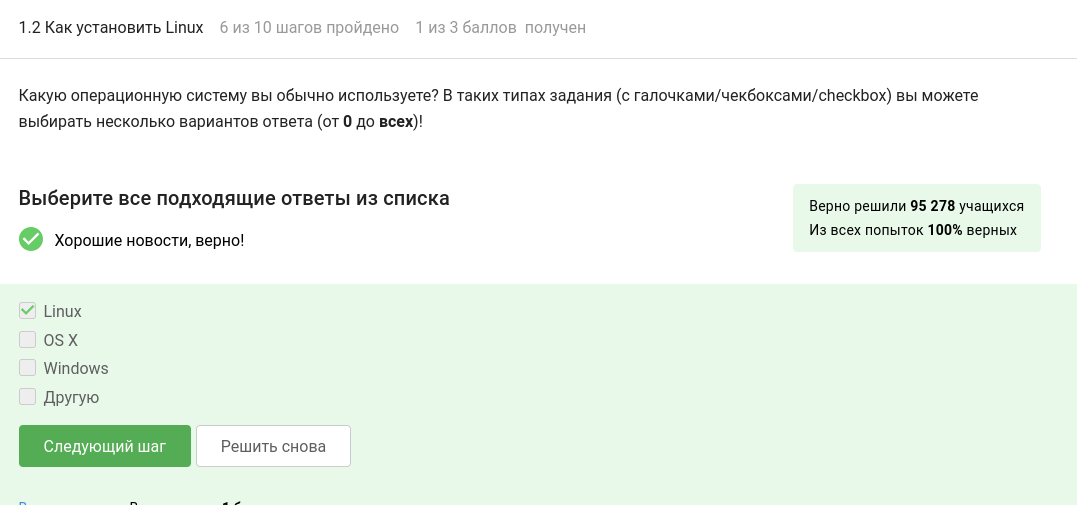 1.2 Как установить Linux 6 из 10 шагов пройдено 1 из 3 баллов получен
Какую операционную систему вы обычно используете? В таких типах задания (с галочками/чекбоксами/checkbox) вы можете
выбирать несколько вариантов ответа (от 0 до всех)!
Выберите все подходящие ответы из списка
Верно решили 95 278 учащихся
Из всех попыток 100% верных
Хорошие новости, верно!
Linux
OS X
Windows
Другую
Следующий шаг Решить снова